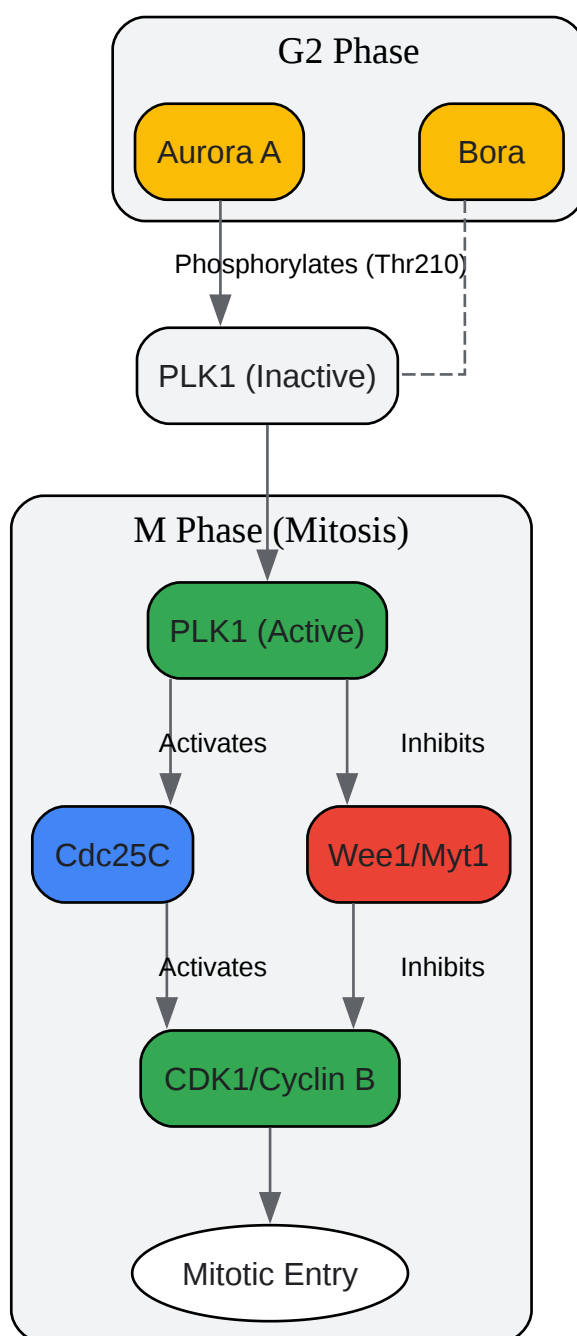 G2 Phase
Aurora A
Bora
Phosphorylates (Thr210)
PLK1 (Inactive)
M Phase (Mitosis)
PLK1 (Active)
Activates
Inhibits
Cdc25C
Wee1/Myt1
Activates
Inhibits
CDK1/Cyclin B
Mitotic Entry